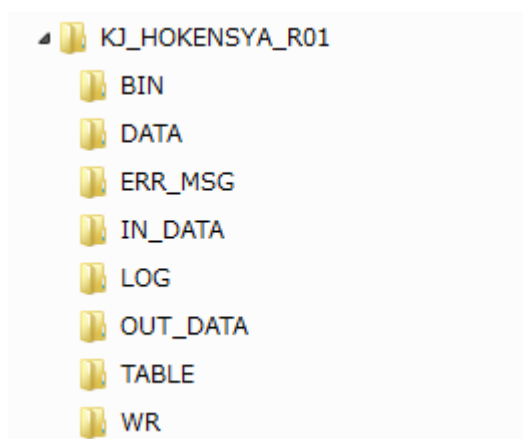 KJ_HOKENSYA_R01
BIN
DATA
ERR_MSG
IN_DATA
LOG
OUT_DATA
TABLE
WR